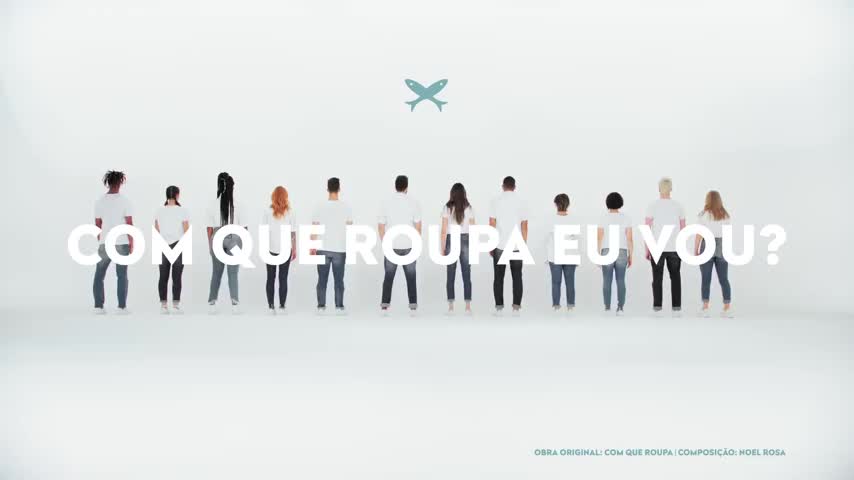 COM QUE ROUPA EU VOU?
OBRA ORIGINAL: COM QUE ROUPA | COMPOSIÇÃO: NOEL ROSA